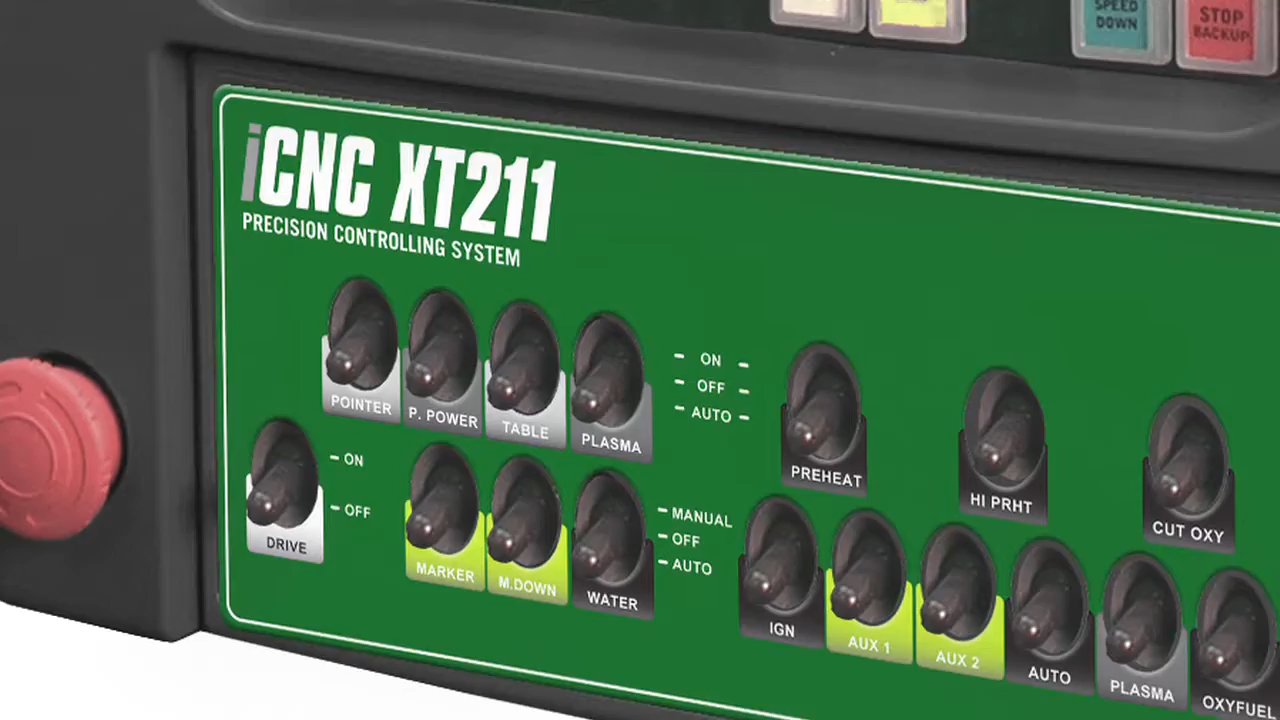 SPEED
DOWN
STOP
BACKUP
iCNC XT211
PRECISION CONTROLLING SYSTEM
POINTER
P. POWER
TABLE
PLASMA
ON
OFF
AUTO
PREHEAT
HI PRHT
CUT OXY
DRIVE
ON
OFF
MARKER
M.DOWN
WATER
MANUAL
OFF
AUTO
IGN
AUX 1
AUX 2
AUTO
PLASMA
OXYFUEL